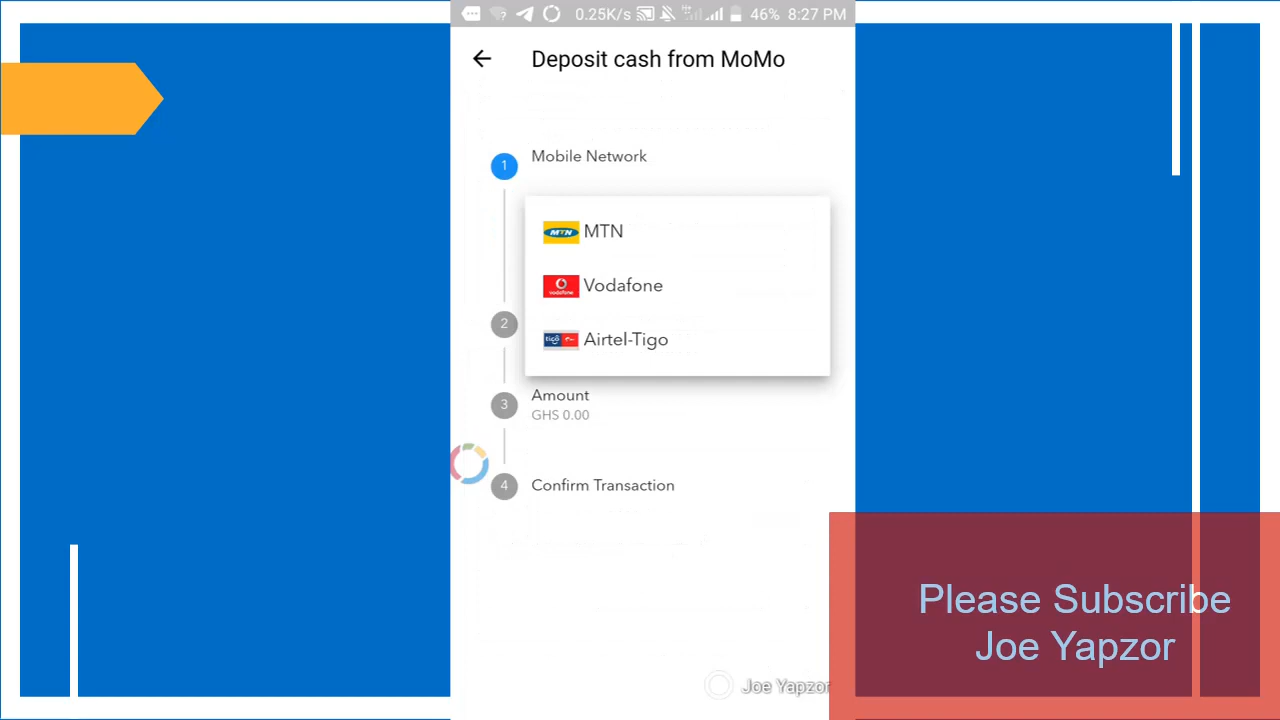 0.25K/s 46% 8:27 PM
Deposit cash from MoMo
1
Mobile Network
MTN MTN
vodafone Vodafone
tigo Airtel-Tigo
2
3
Amount
GHS 0.00
4
Confirm Transaction
Please Subscribe
Joe Yapzor
Joe Yapzor